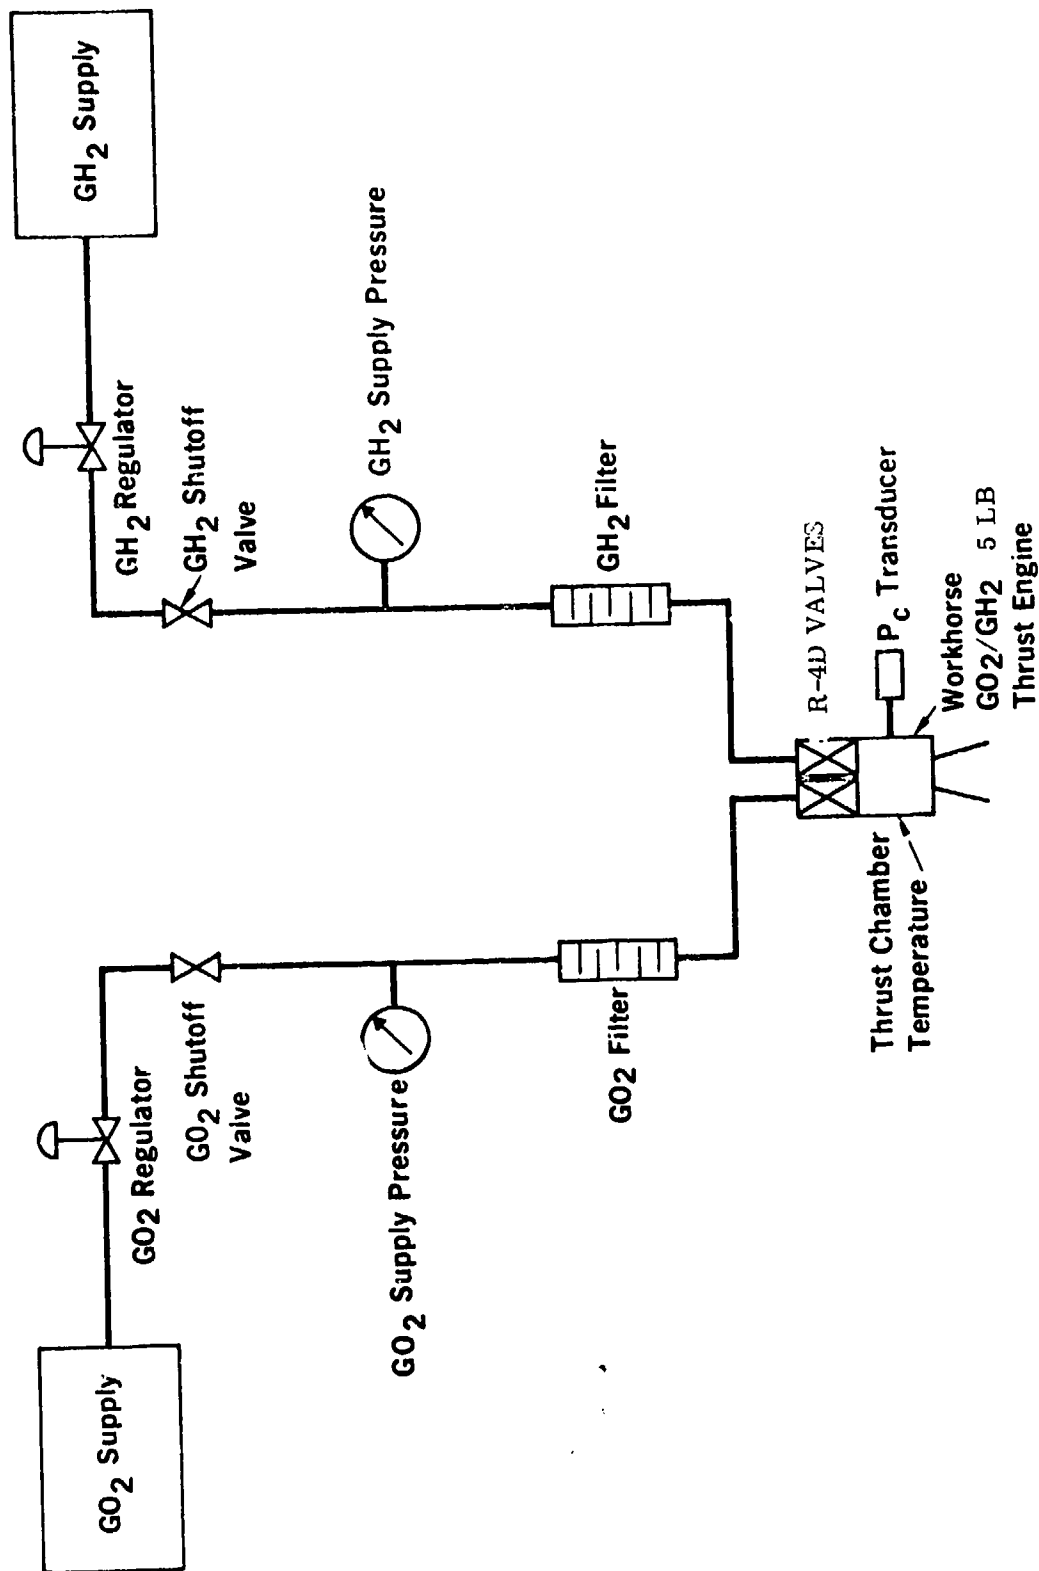 GO2 Supply
GH2 Supply
GO2 Regulator
GH2 Regulator
GO2 Shutoff
Valve
GH2 Shutoff
Valve
GO2 Supply Pressure
GH2 Supply Pressure
GO2 Filter
GH2 Filter
R-4D VALVES
Pc Transducer
Thrust Chamber
Temperature
Workhorse
GO2/GH2 5 LB
Thrust Engine